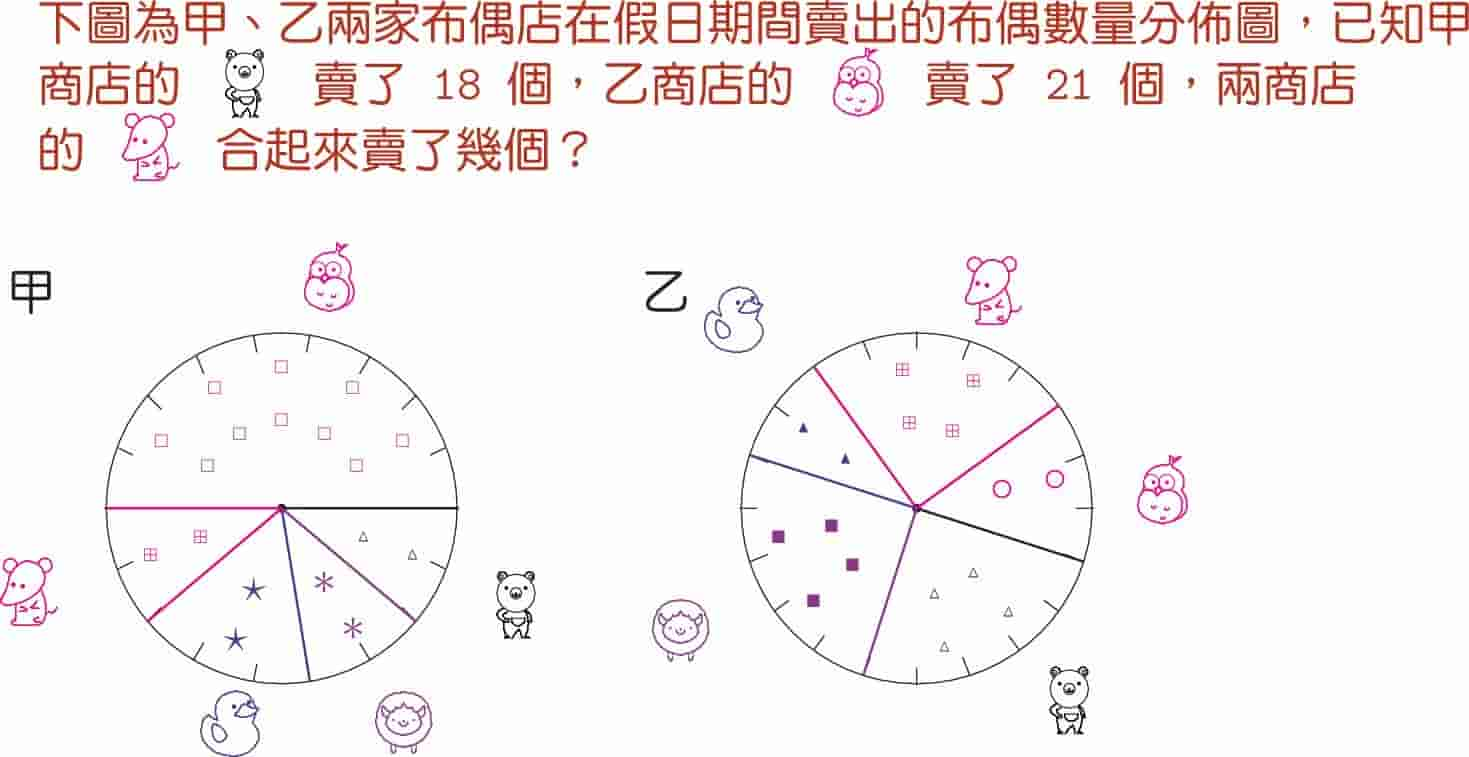 下圖為甲、乙兩家布偶店在假日期間賣出的布偶數量分佈圖，已知甲
商店的 賣了 18 個，乙商店的 賣了 21 個，兩商店
的 合起來賣了幾個？
甲
乙